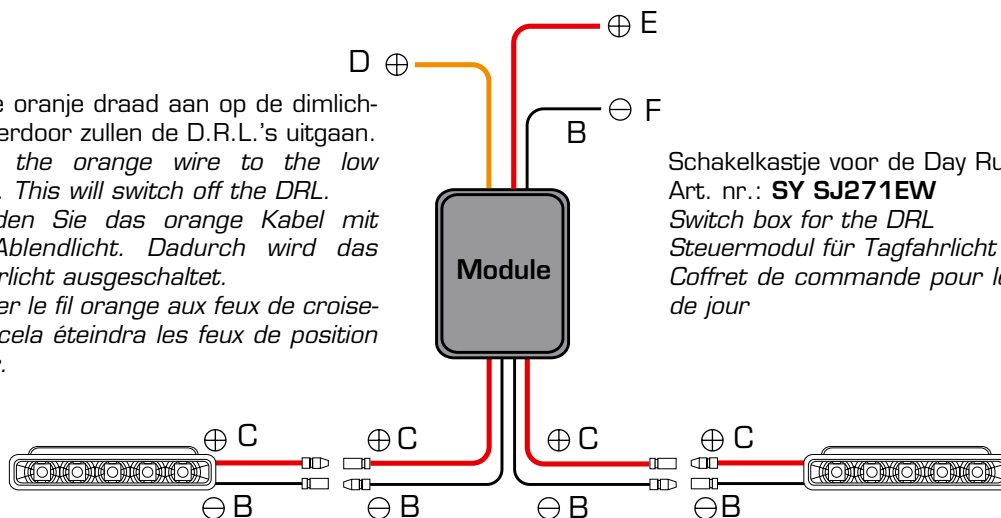 ⊕ E
D ⊕
⊖ F
B
e oranje draad aan op de dimlich-
erdoor zullen de D.R.L.'s uitgaan.
the orange wire to the low
. This will switch off the DRL.
den Sie das orange Kabel mit
Ablendlicht. Dadurch wird das
rlicht ausgeschaltet.
er le fil orange aux feux de croise-
cela éteindra les feux de position
Schakelkastje voor de Day Ru
Art. nr.: SY SJ271EW
Switch box for the DRL
Steuermodul für Tagfahrlicht
Coffret de commande pour le
de jour
Module
⊕ C
⊕ C
⊕ C
⊕ C
⊖ B
⊖ B
⊖ B
⊖ B